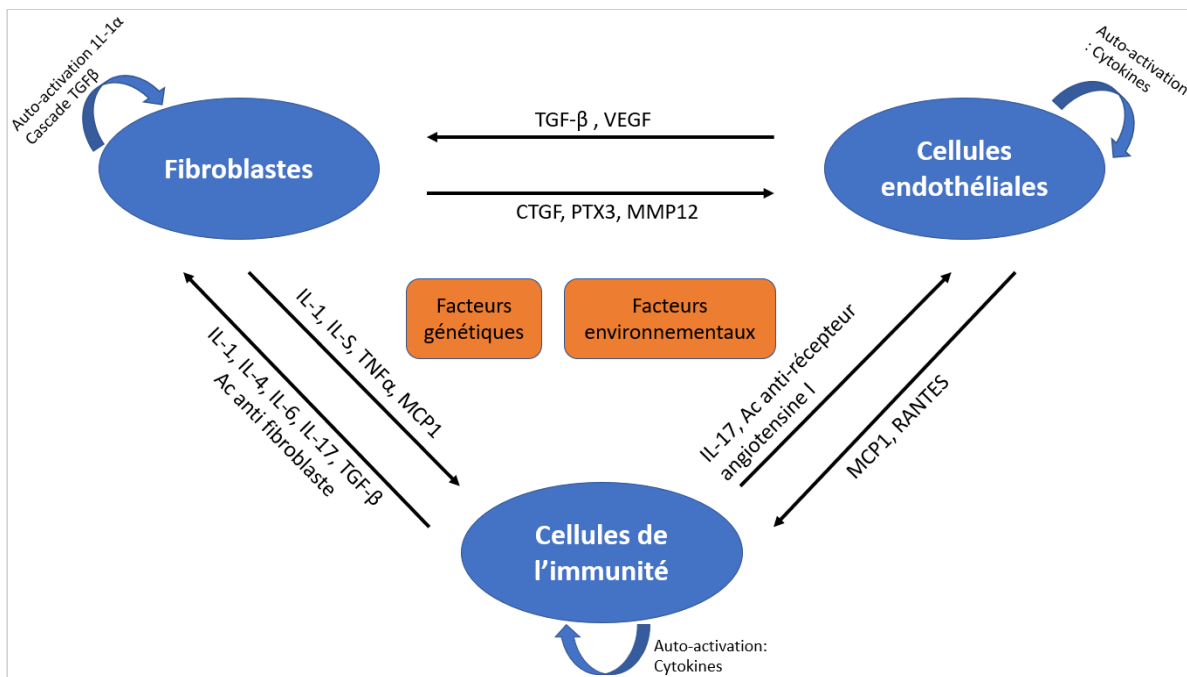 Auto-activation 1L-1α
Cascade TGFβ
Auto-activation
: Cytokines
TGF-β , VEGF
Fibroblastes
Cellules
endothéliales
CTGF, PTX3, MMP12
Facteurs
génétiques
Facteurs
environnementaux
IL-1, IL-S, TNFα, MCP1
IL-1, IL-4, IL-6, IL-17, TGF-β
Ac anti fibroblaste
IL-17, Ac anti-récepteur
angiotensine I
MCP1, RANTES
Cellules de
l’immunité
Auto-activation:
Cytokines